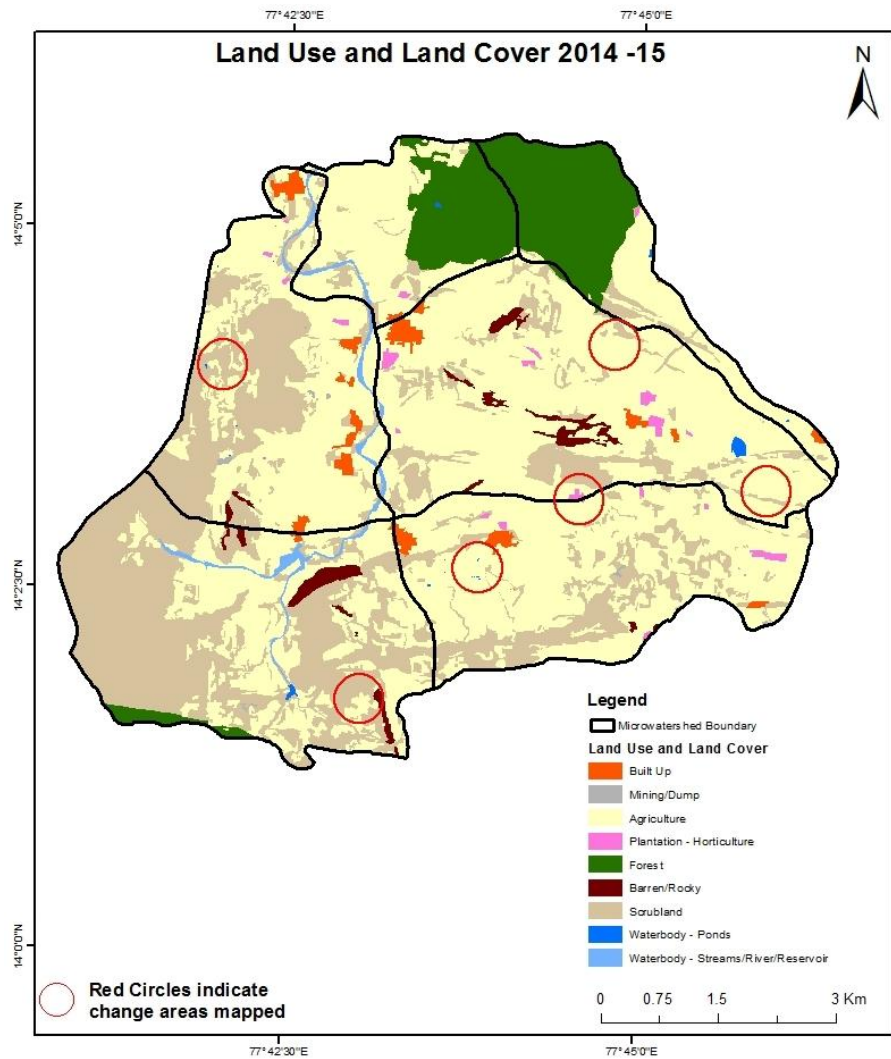 77°42'30"E
77°45'0"E
Land Use and Land Cover 2014 -15
N
14°5'0"N
14°2'30"N
14°0'0"N
Legend
Microwatershed Boundary
Land Use and Land Cover
Built Up
Mining/Dump
Agriculture
Plantation - Horticulture
Forest
Barren/Rocky
Scrubland
Waterbody - Ponds
Waterbody - Streams/River/Reservoir
Red Circles indicate
change areas mapped
0 0.75 1.5 3 Km
77°42'30"E
77°45'0"E